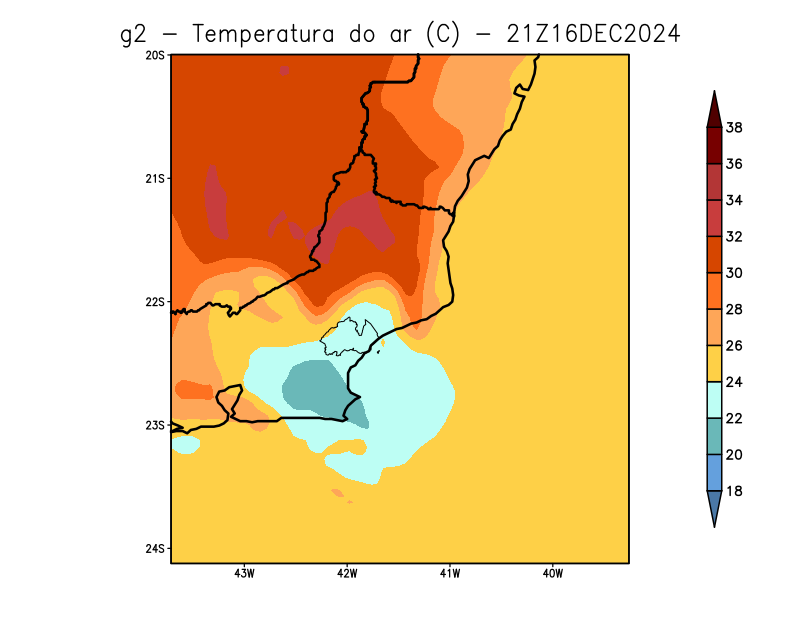 g2 – Temperatura do ar (C) – 21Z16DEC2024
20S
21S
22S
23S
24S
43W
42W
41W
40W
38
36
34
32
30
28
26
24
22
20
18